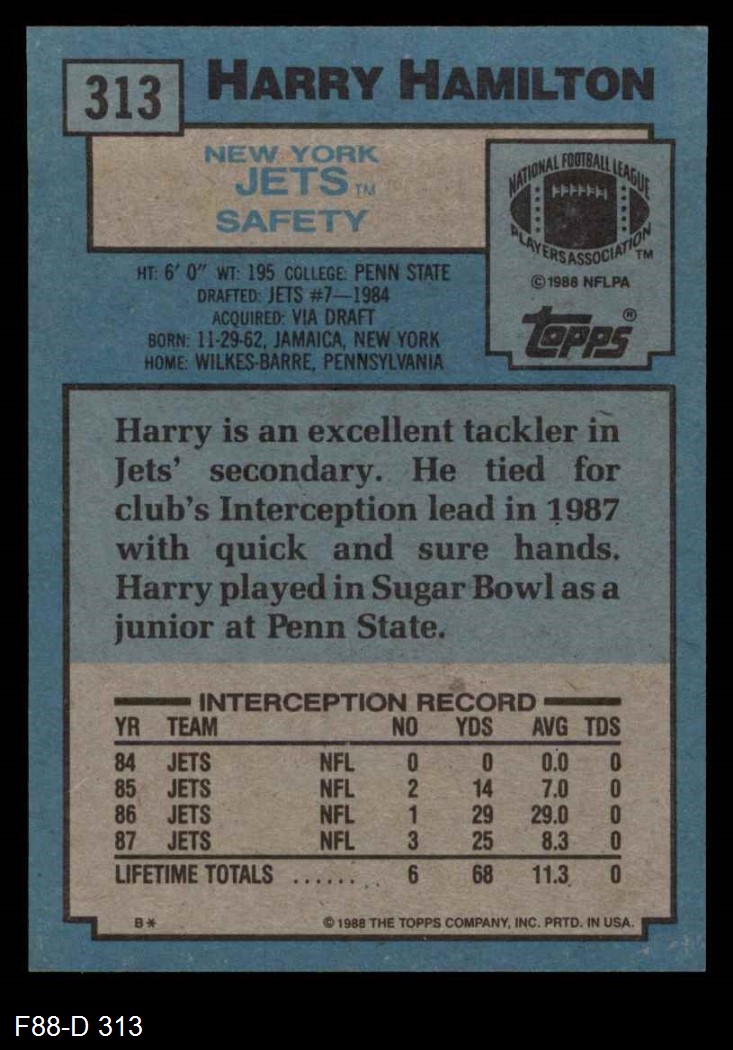 313
HARRY HAMILTON
NEW YORK
JETS™
SAFETY
NATIONAL FOOTBALL LEAGUE
PLAYERS ASSOCIATION™
©1988 NFLPA
Topps®
HT: 6' 0" WT: 195 COLLEGE: PENN STATE
DRAFTED: JETS #7—1984
ACQUIRED: VIA DRAFT
BORN: 11-29-62, JAMAICA, NEW YORK
HOME: WILKES-BARRE, PENNSYLVANIA
Harry is an excellent tackler in
Jets' secondary. He tied for
club's Interception lead in 1987
with quick and sure hands.
Harry played in Sugar Bowl as a
junior at Penn State.
INTERCEPTION RECORD
YR TEAM NO YDS AVG TDS
84 JETS NFL 0 0 0.0 0
85 JETS NFL 2 14 7.0 0
86 JETS NFL 1 29 29.0 0
87 JETS NFL 3 25 8.3 0
LIFETIME TOTALS ...... 6 68 11.3 0
B* © 1988 THE TOPPS COMPANY, INC. PRTD. IN USA.
F88-D 313